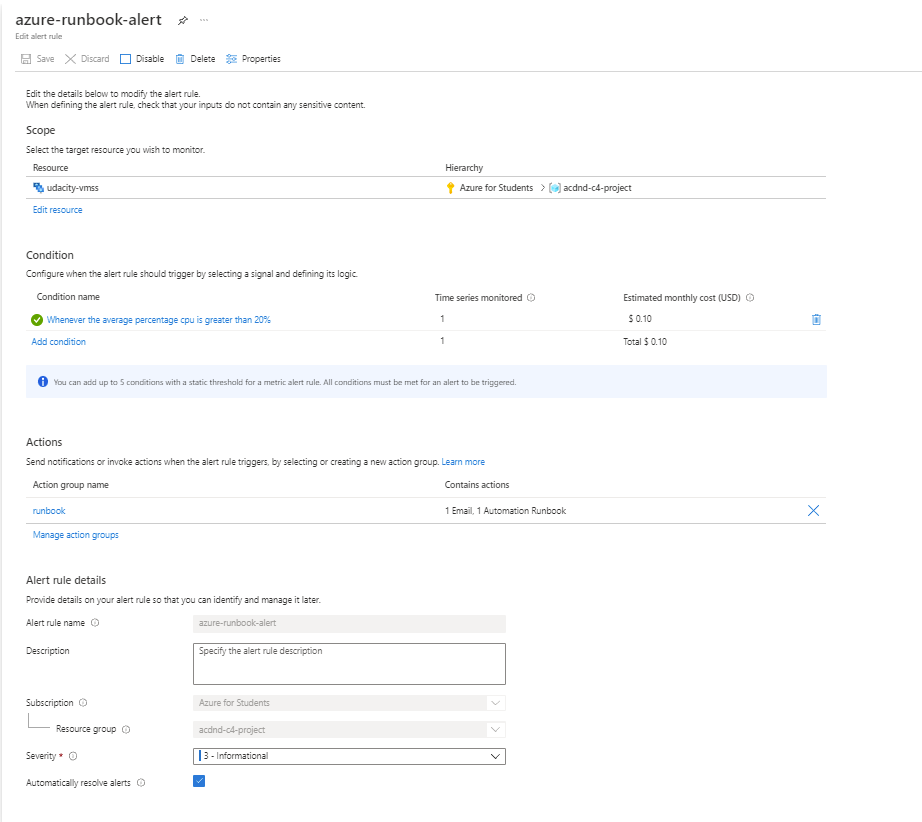 azure-runbook-alert
Edit alert rule
Save Discard Disable Delete Properties
Edit the details below to modify the alert rule.
When defining the alert rule, check that your inputs do not contain any sensitive content.
Scope
Select the target resource you wish to monitor.
Resource Hierarchy
udacity-vmss Azure for Students > acdnd-c4-project
Edit resource
Condition
Configure when the alert rule should trigger by selecting a signal and defining its logic.
Condition name Time series monitored Estimated monthly cost (USD)
Whenever the average percentage cpu is greater than 20% 1 $ 0.10
Add condition 1 Total $ 0.10
You can add up to 5 conditions with a static threshold for a metric alert rule. All conditions must be met for an alert to be triggered.
Actions
Send notifications or invoke actions when the alert rule triggers, by selecting or creating a new action group. Learn more
Action group name Contains actions
runbook 1 Email, 1 Automation Runbook
Manage action groups
Alert rule details
Provide details on your alert rule so that you can identify and manage it later.
Alert rule name azure-runbook-alert
Description Specify the alert rule description
Subscription Azure for Students
Resource group acdnd-c4-project
Severity * 3 - Informational
Automatically resolve alerts